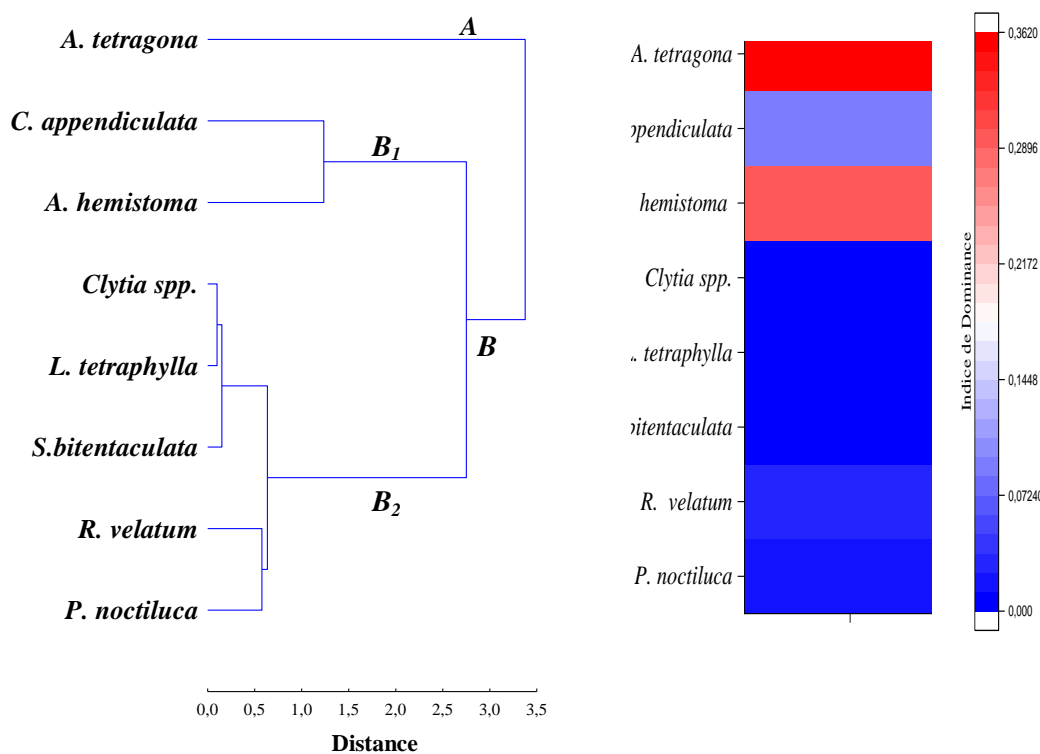 A
A. tetragona
C. appendiculata
B1
A. hemistoma
Clytia spp.
B
L. tetraphylla
S.bitentaculata
B2
R. velatum
P. noctiluca
0,0 0,5 1,0 1,5 2,0 2,5 3,0 3,5
Distance
A. tetragona
ppendiculata
hemistoma
Clytia spp.
. tetraphylla
bitentaculata
R. velatum
P. noctiluca
0,3620
0,2896
0,2172
0,1448
0,07240
0,000
Indice de Dominance